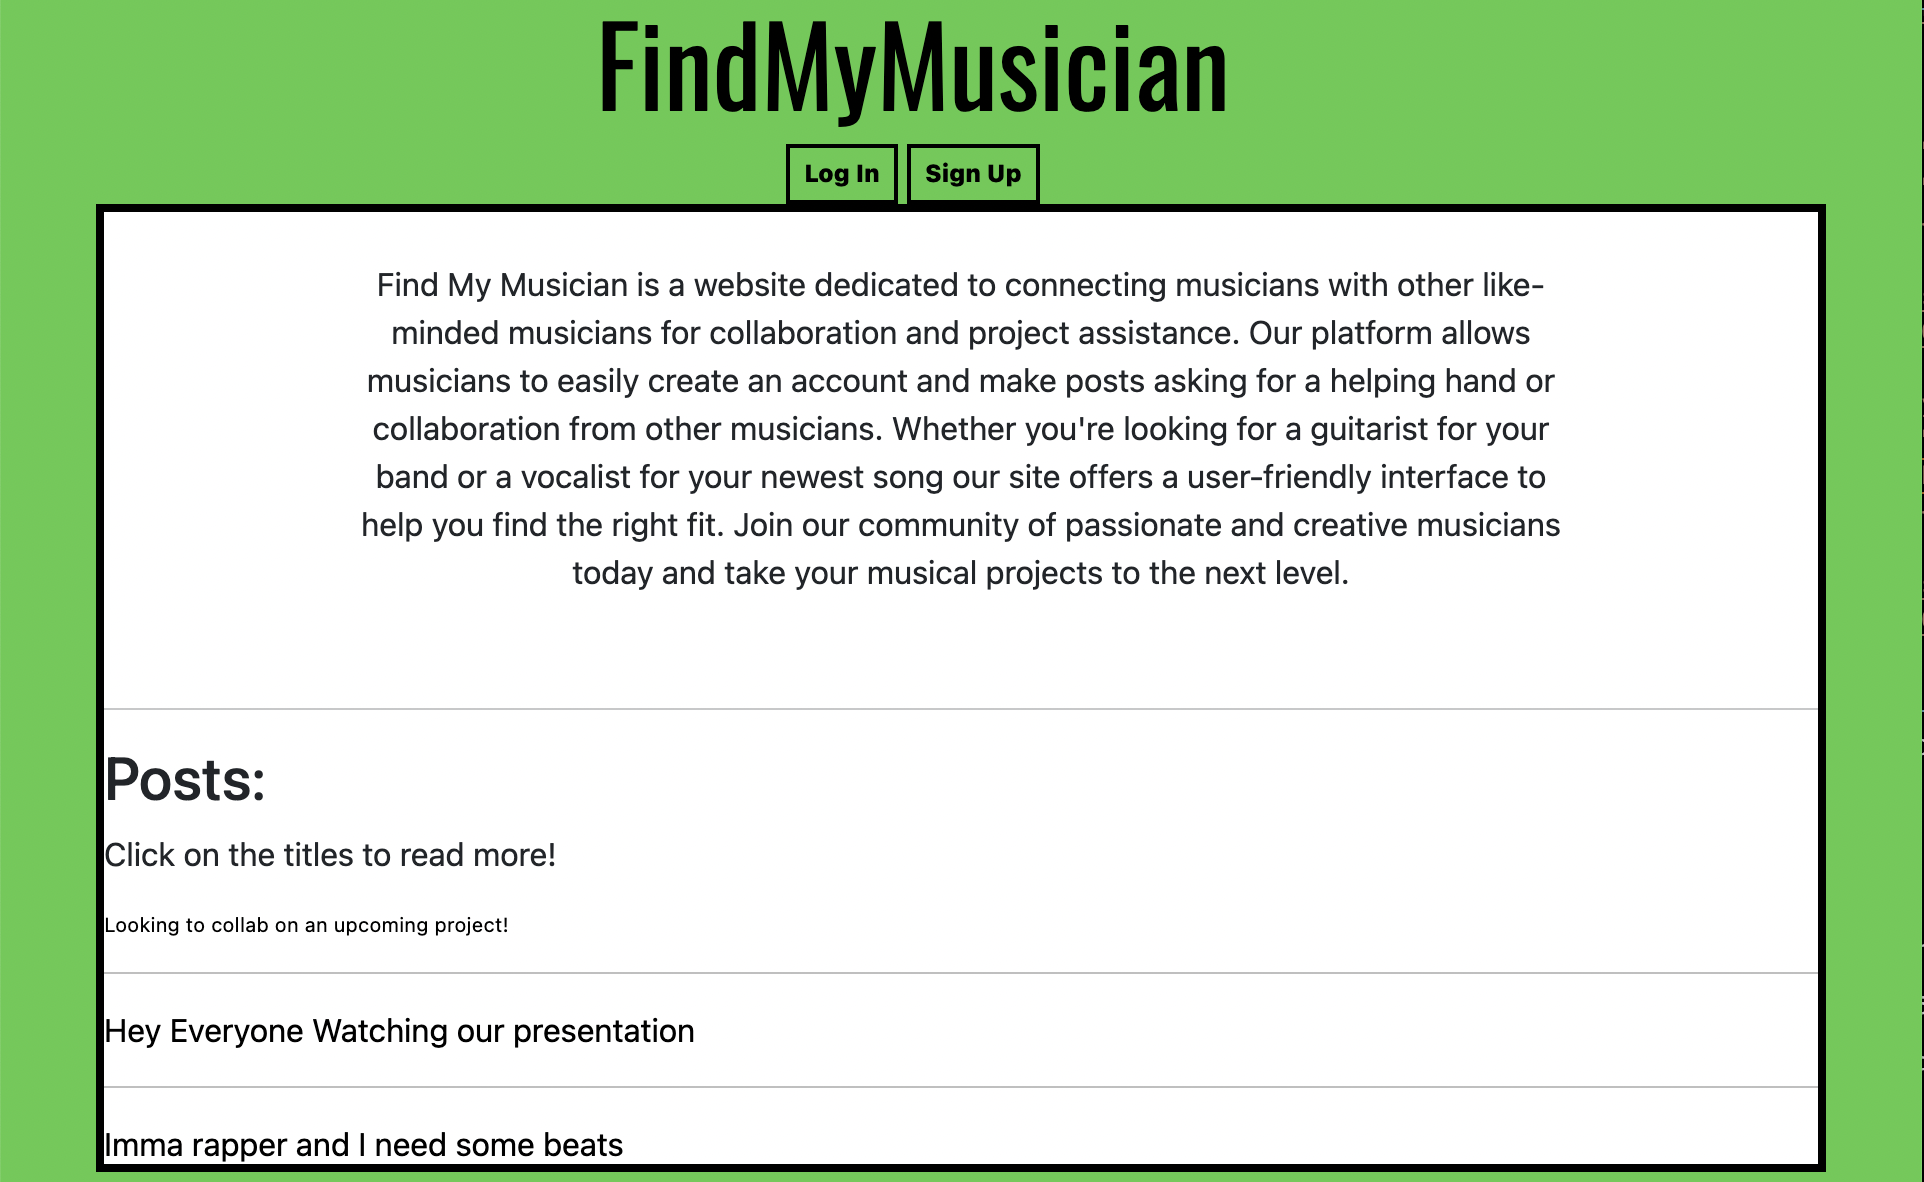 FindMyMusician
Log In Sign Up
Find My Musician is a website dedicated to connecting musicians with other like-
minded musicians for collaboration and project assistance. Our platform allows
musicians to easily create an account and make posts asking for a helping hand or
collaboration from other musicians. Whether you're looking for a guitarist for your
band or a vocalist for your newest song our site offers a user-friendly interface to
help you find the right fit. Join our community of passionate and creative musicians
today and take your musical projects to the next level.
Posts:
Click on the titles to read more!
Looking to collab on an upcoming project!
Hey Everyone Watching our presentation
Imma rapper and I need some beats